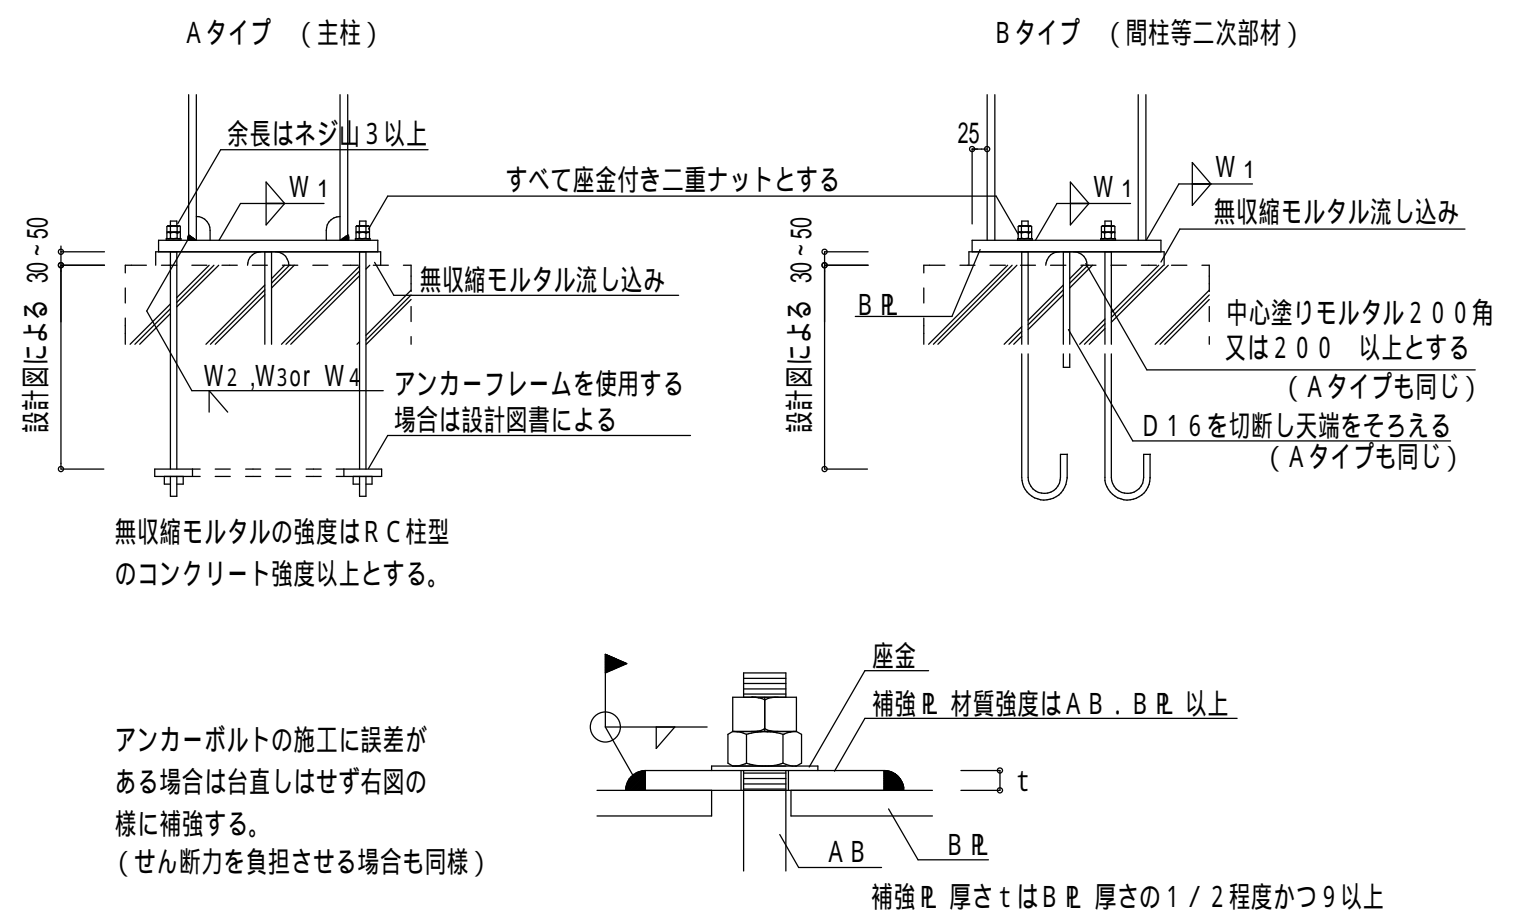 Aタイプ (主柱)
Bタイプ (間柱等二次部材)
余長はネジ山3以上
すべて座金付き二重ナットとする
W1
25
W1
W1
無収縮モルタル流し込み
30~50
設計図による
無収縮モルタル流し込み
30~50
設計図による
BPL
中心塗りモルタル200角
又は200 以上とする
(Aタイプも同じ)
W2 ,W3or W4
アンカーフレームを使用する
場合は設計図書による
D16を切断し天端をそろえる
(Aタイプも同じ)
無収縮モルタルの強度はRC柱型
のコンクリート強度以上とする。
座金
補強PL 材質強度はAB.BPL 以上
アンカーボルトの施工に誤差が
ある場合は台直しはせず右図の
様に補強する。
(せん断力を負担させる場合も同様)
t
AB
BPL
補強PL 厚さtはBPL 厚さの1/2程度かつ9以上